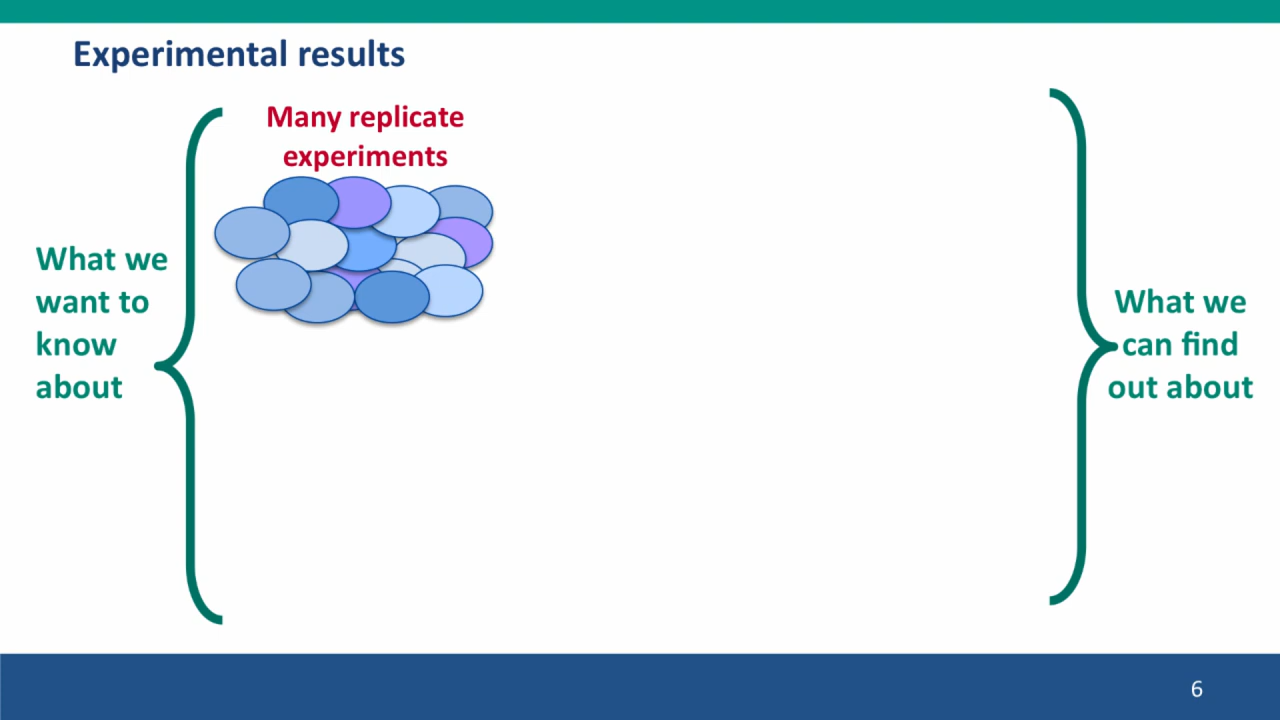 Experimental results
Many replicate
experiments
What we
want to
know
about
What we
can find
out about
6